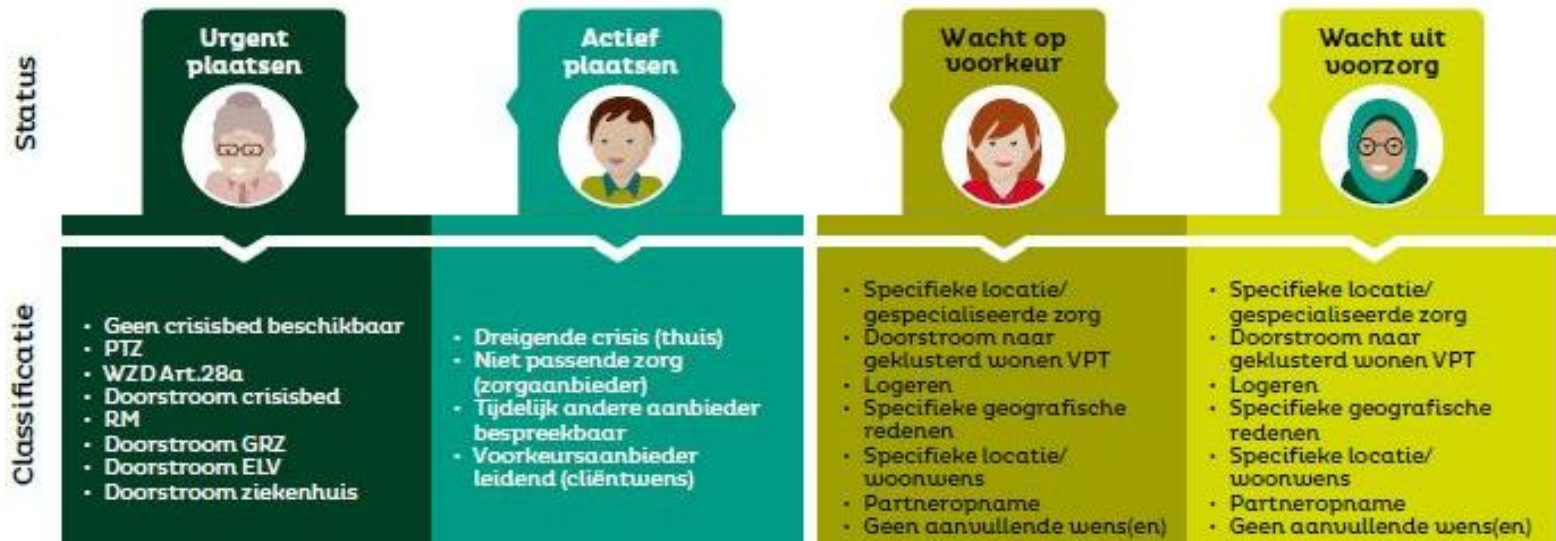 Status
Urgent
plaatsen
Actief
plaatsen
Wacht op
voorkeur
Wacht uit
voorzorg
Classificatie
• Geen crisisbed beschikbaar
• PTZ
• WZD Art.28a
• Doorstroom crisisbed
• RM
• Doorstroom GRZ
• Doorstroom ELV
• Doorstroom ziekenhuis
• Dreigende crisis (thuis)
• Niet passende zorg
(zorgaanbieder)
• Tijdelijk andere aanbieder
bespreekbaar
• Voorkeursaanbieder
leidend (cliëntwens)
• Specifieke locatie/
gespecialiseerde zorg
• Doorstroom naar
geklusterd wonen VPT
• Logeren
• Specifieke geografische
redenen
• Specifieke locatie/
woonwens
• Partneropname
• Geen aanvullende wens(en)
• Specifieke locatie/
gespecialiseerde zorg
• Doorstroom naar
geklusterd wonen VPT
• Logeren
• Specifieke geografische
redenen
• Specifieke locatie/
woonwens
• Partneropname
• Geen aanvullende wens(en)